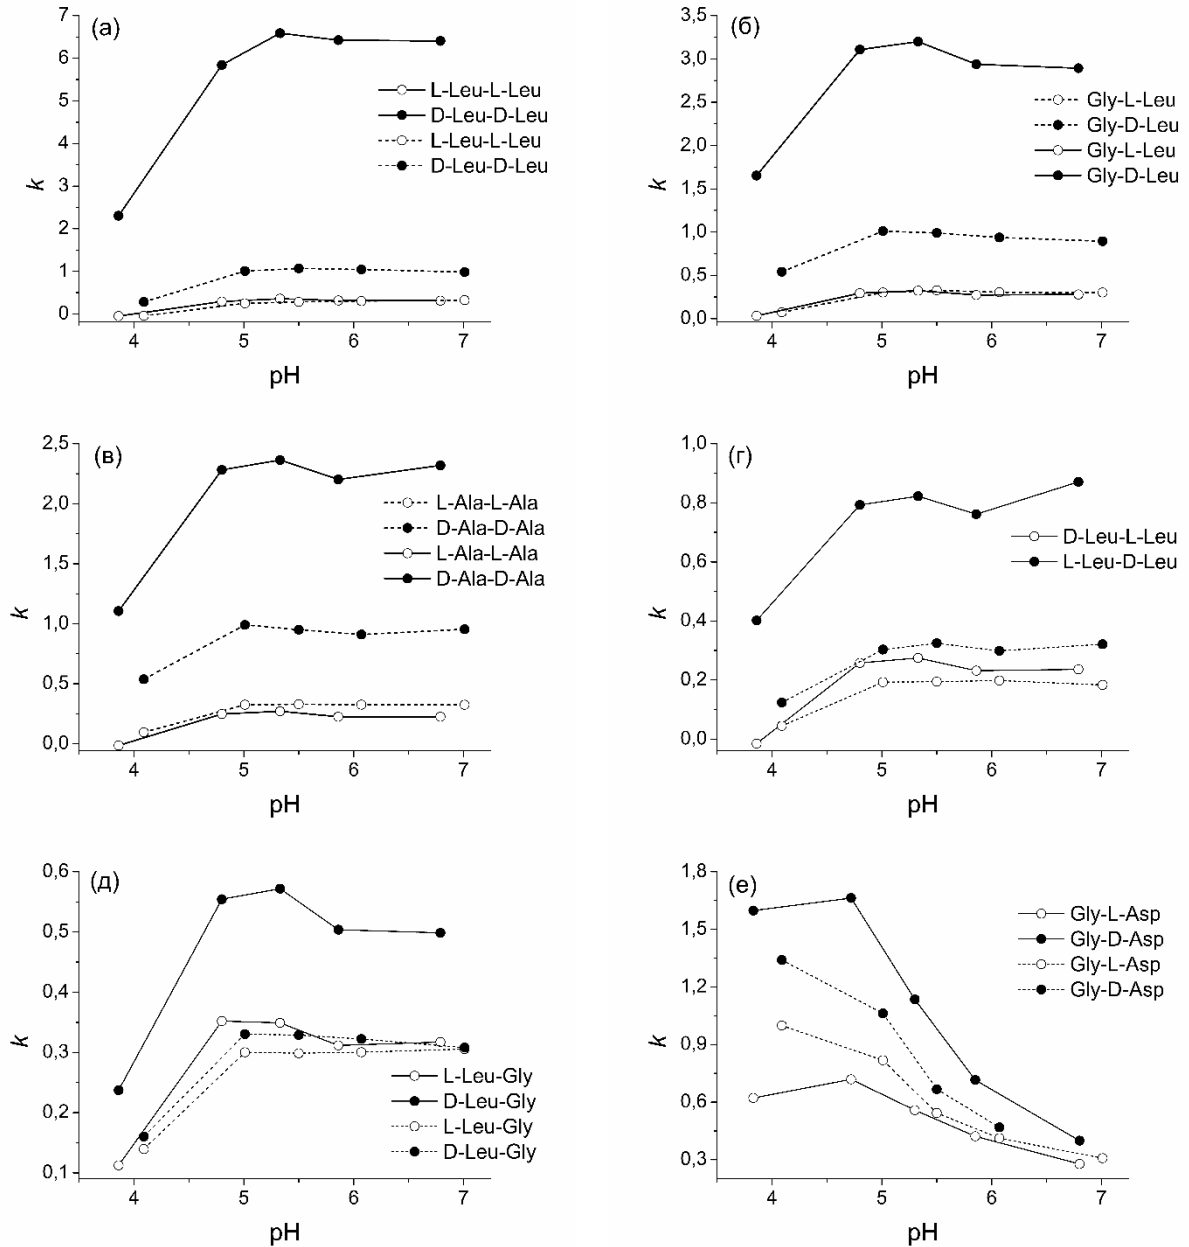 (а)
7
6
5
4
3
2
1
0
k
L-Leu-L-Leu
D-Leu-D-Leu
L-Leu-L-Leu
D-Leu-D-Leu
4 5 6 7
pH
(б)
3,5
3,0
2,5
2,0
1,5
1,0
0,5
0,0
k
Gly-L-Leu
Gly-D-Leu
Gly-L-Leu
Gly-D-Leu
4 5 6 7
pH
(в)
2,5
2,0
1,5
1,0
0,5
0,0
k
L-Ala-L-Ala
D-Ala-D-Ala
L-Ala-L-Ala
D-Ala-D-Ala
4 5 6 7
pH
(г)
1,0
0,8
0,6
0,4
0,2
0,0
k
D-Leu-L-Leu
L-Leu-D-Leu
4 5 6 7
pH
(д)
0,6
0,5
0,4
0,3
0,2
0,1
k
L-Leu-Gly
D-Leu-Gly
L-Leu-Gly
D-Leu-Gly
4 5 6 7
pH
(е)
1,8
1,5
1,2
0,9
0,6
0,3
k
Gly-L-Asp
Gly-D-Asp
Gly-L-Asp
Gly-D-Asp
4 5 6 7
pH